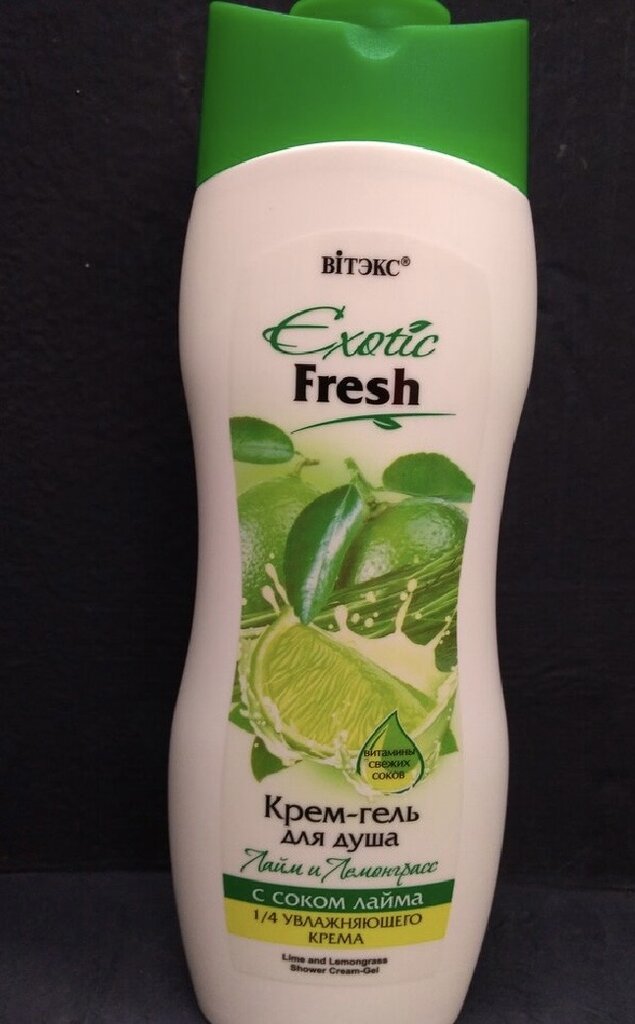 ВІТЭКС®
Exotic
Fresh
витамины
свежих
соков
Крем-гель
для душа
Лайм и Лемонграсс
с соком лайма
1/4 увлажняющего
крема
Lime and Lemongrass
Shower Cream-Gel